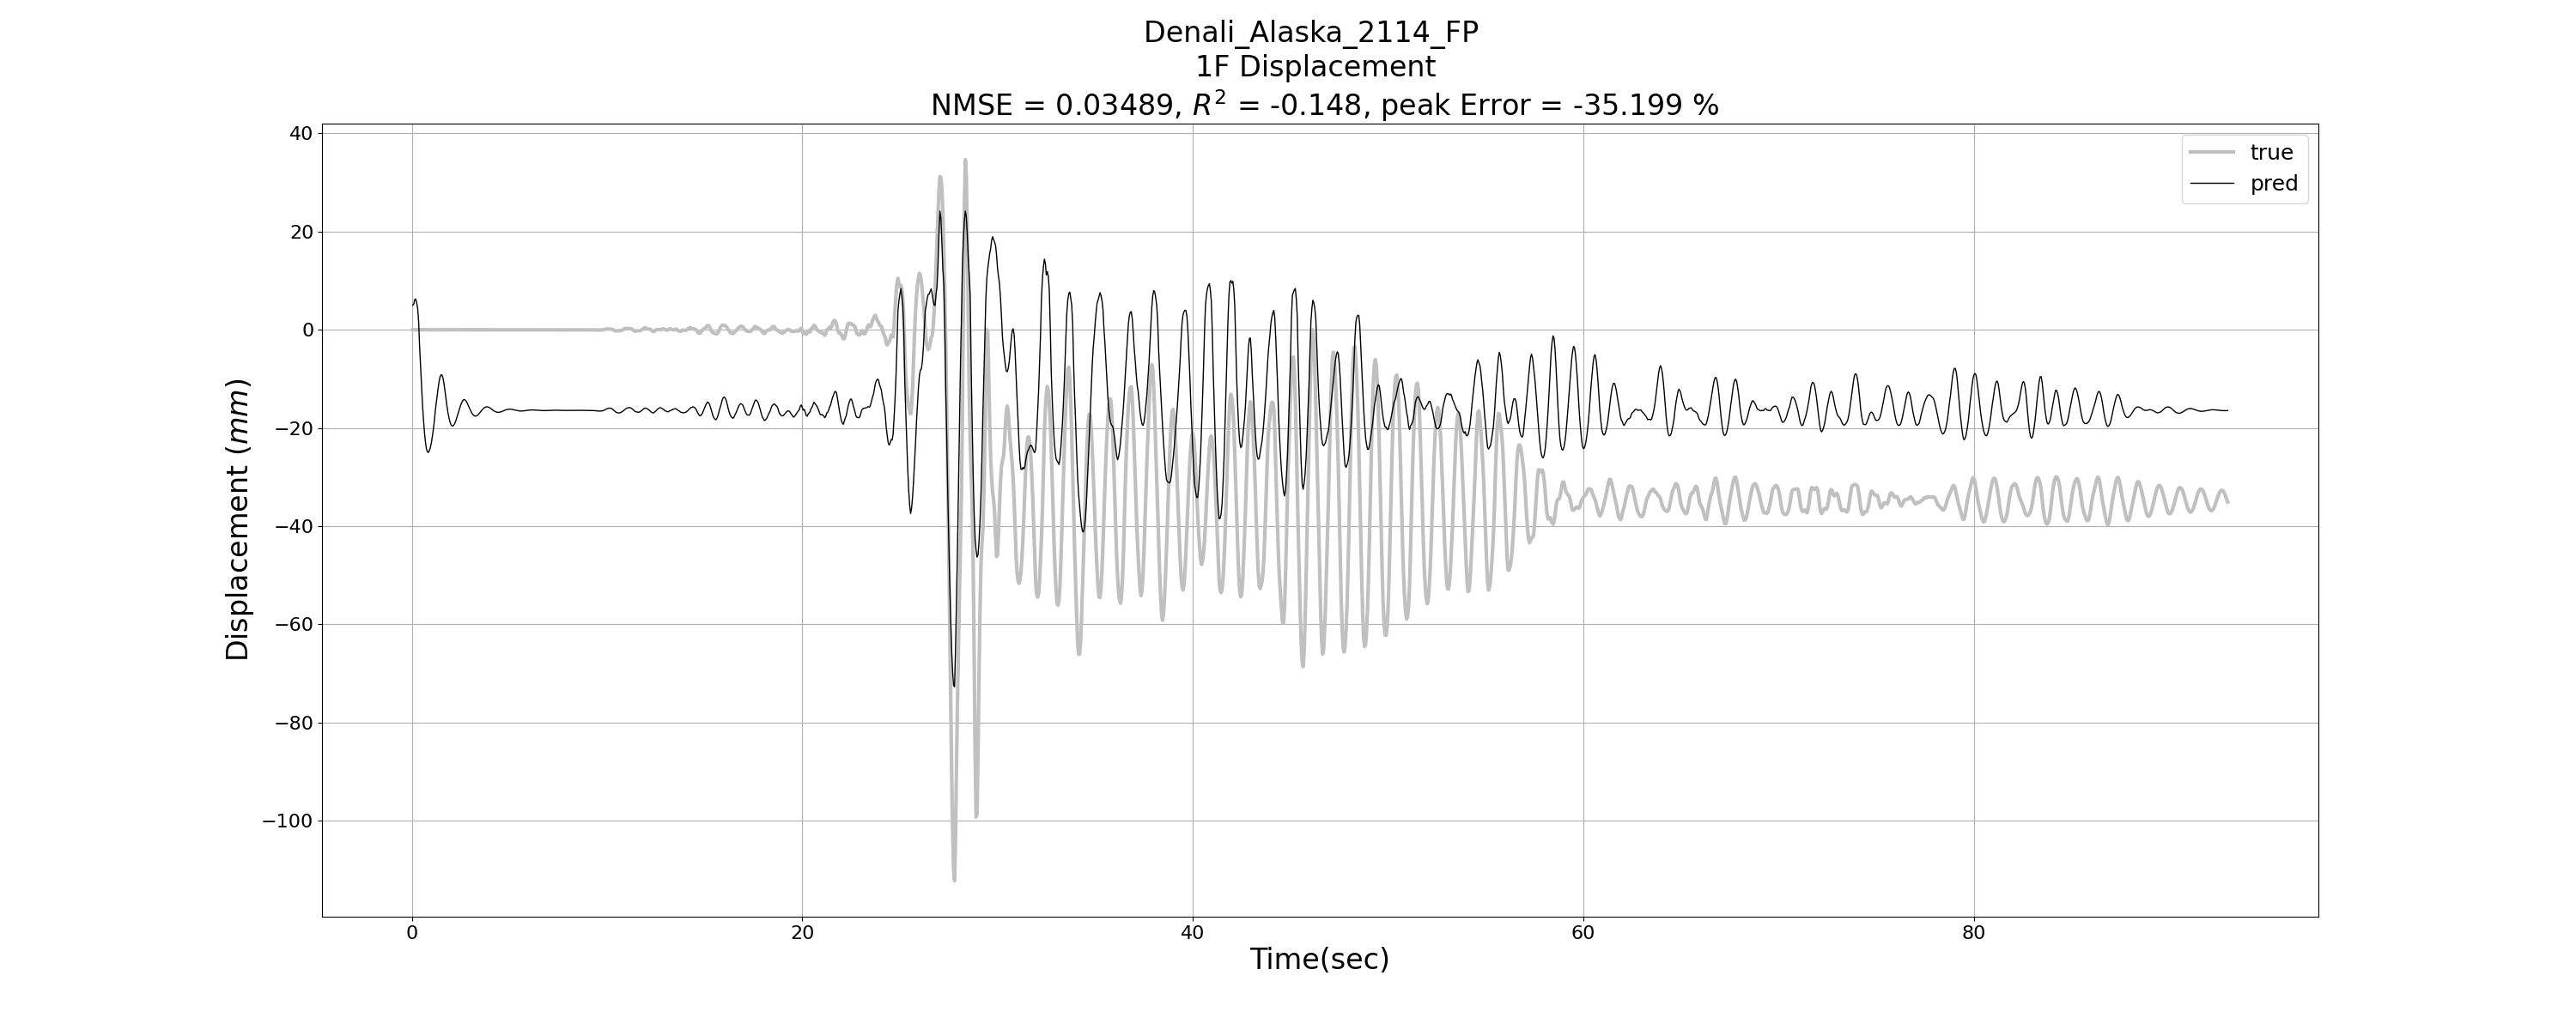 Denali_Alaska_2114_FP
1F Displacement
NMSE = 0.03489, R² = -0.148, peak Error = -35.199 %
40
20
0
−20
−40
−60
−80
−100
Displacement (mm)
true
pred
0
20
40
60
80
Time(sec)